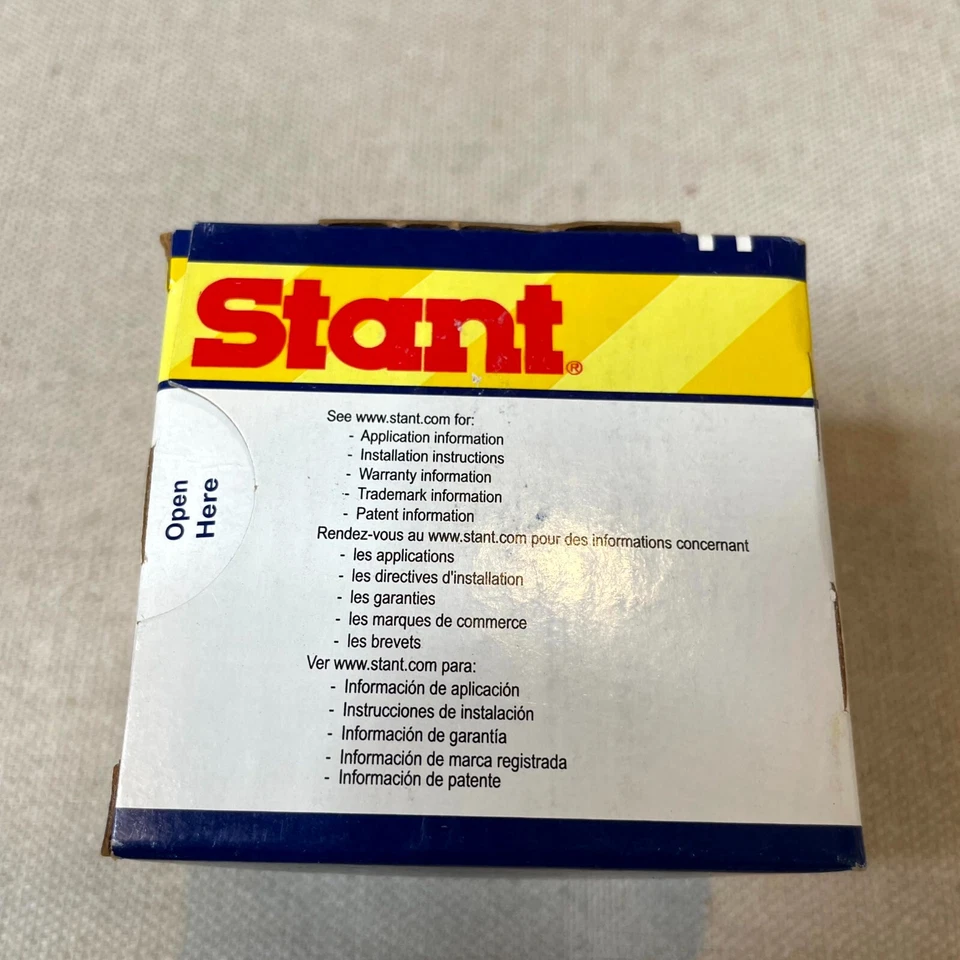 Stant®
Open
Here
See www.stant.com for:
- Application information
- Installation instructions
- Warranty information
- Trademark information
- Patent information
Rendez-vous au www.stant.com pour des informations concernant
- les applications
- les directives d'installation
- les garanties
- les marques de commerce
- les brevets
Ver www.stant.com para:
- Información de aplicación
- Instrucciones de instalación
- Información de garantía
- Información de marca registrada
- Información de patente